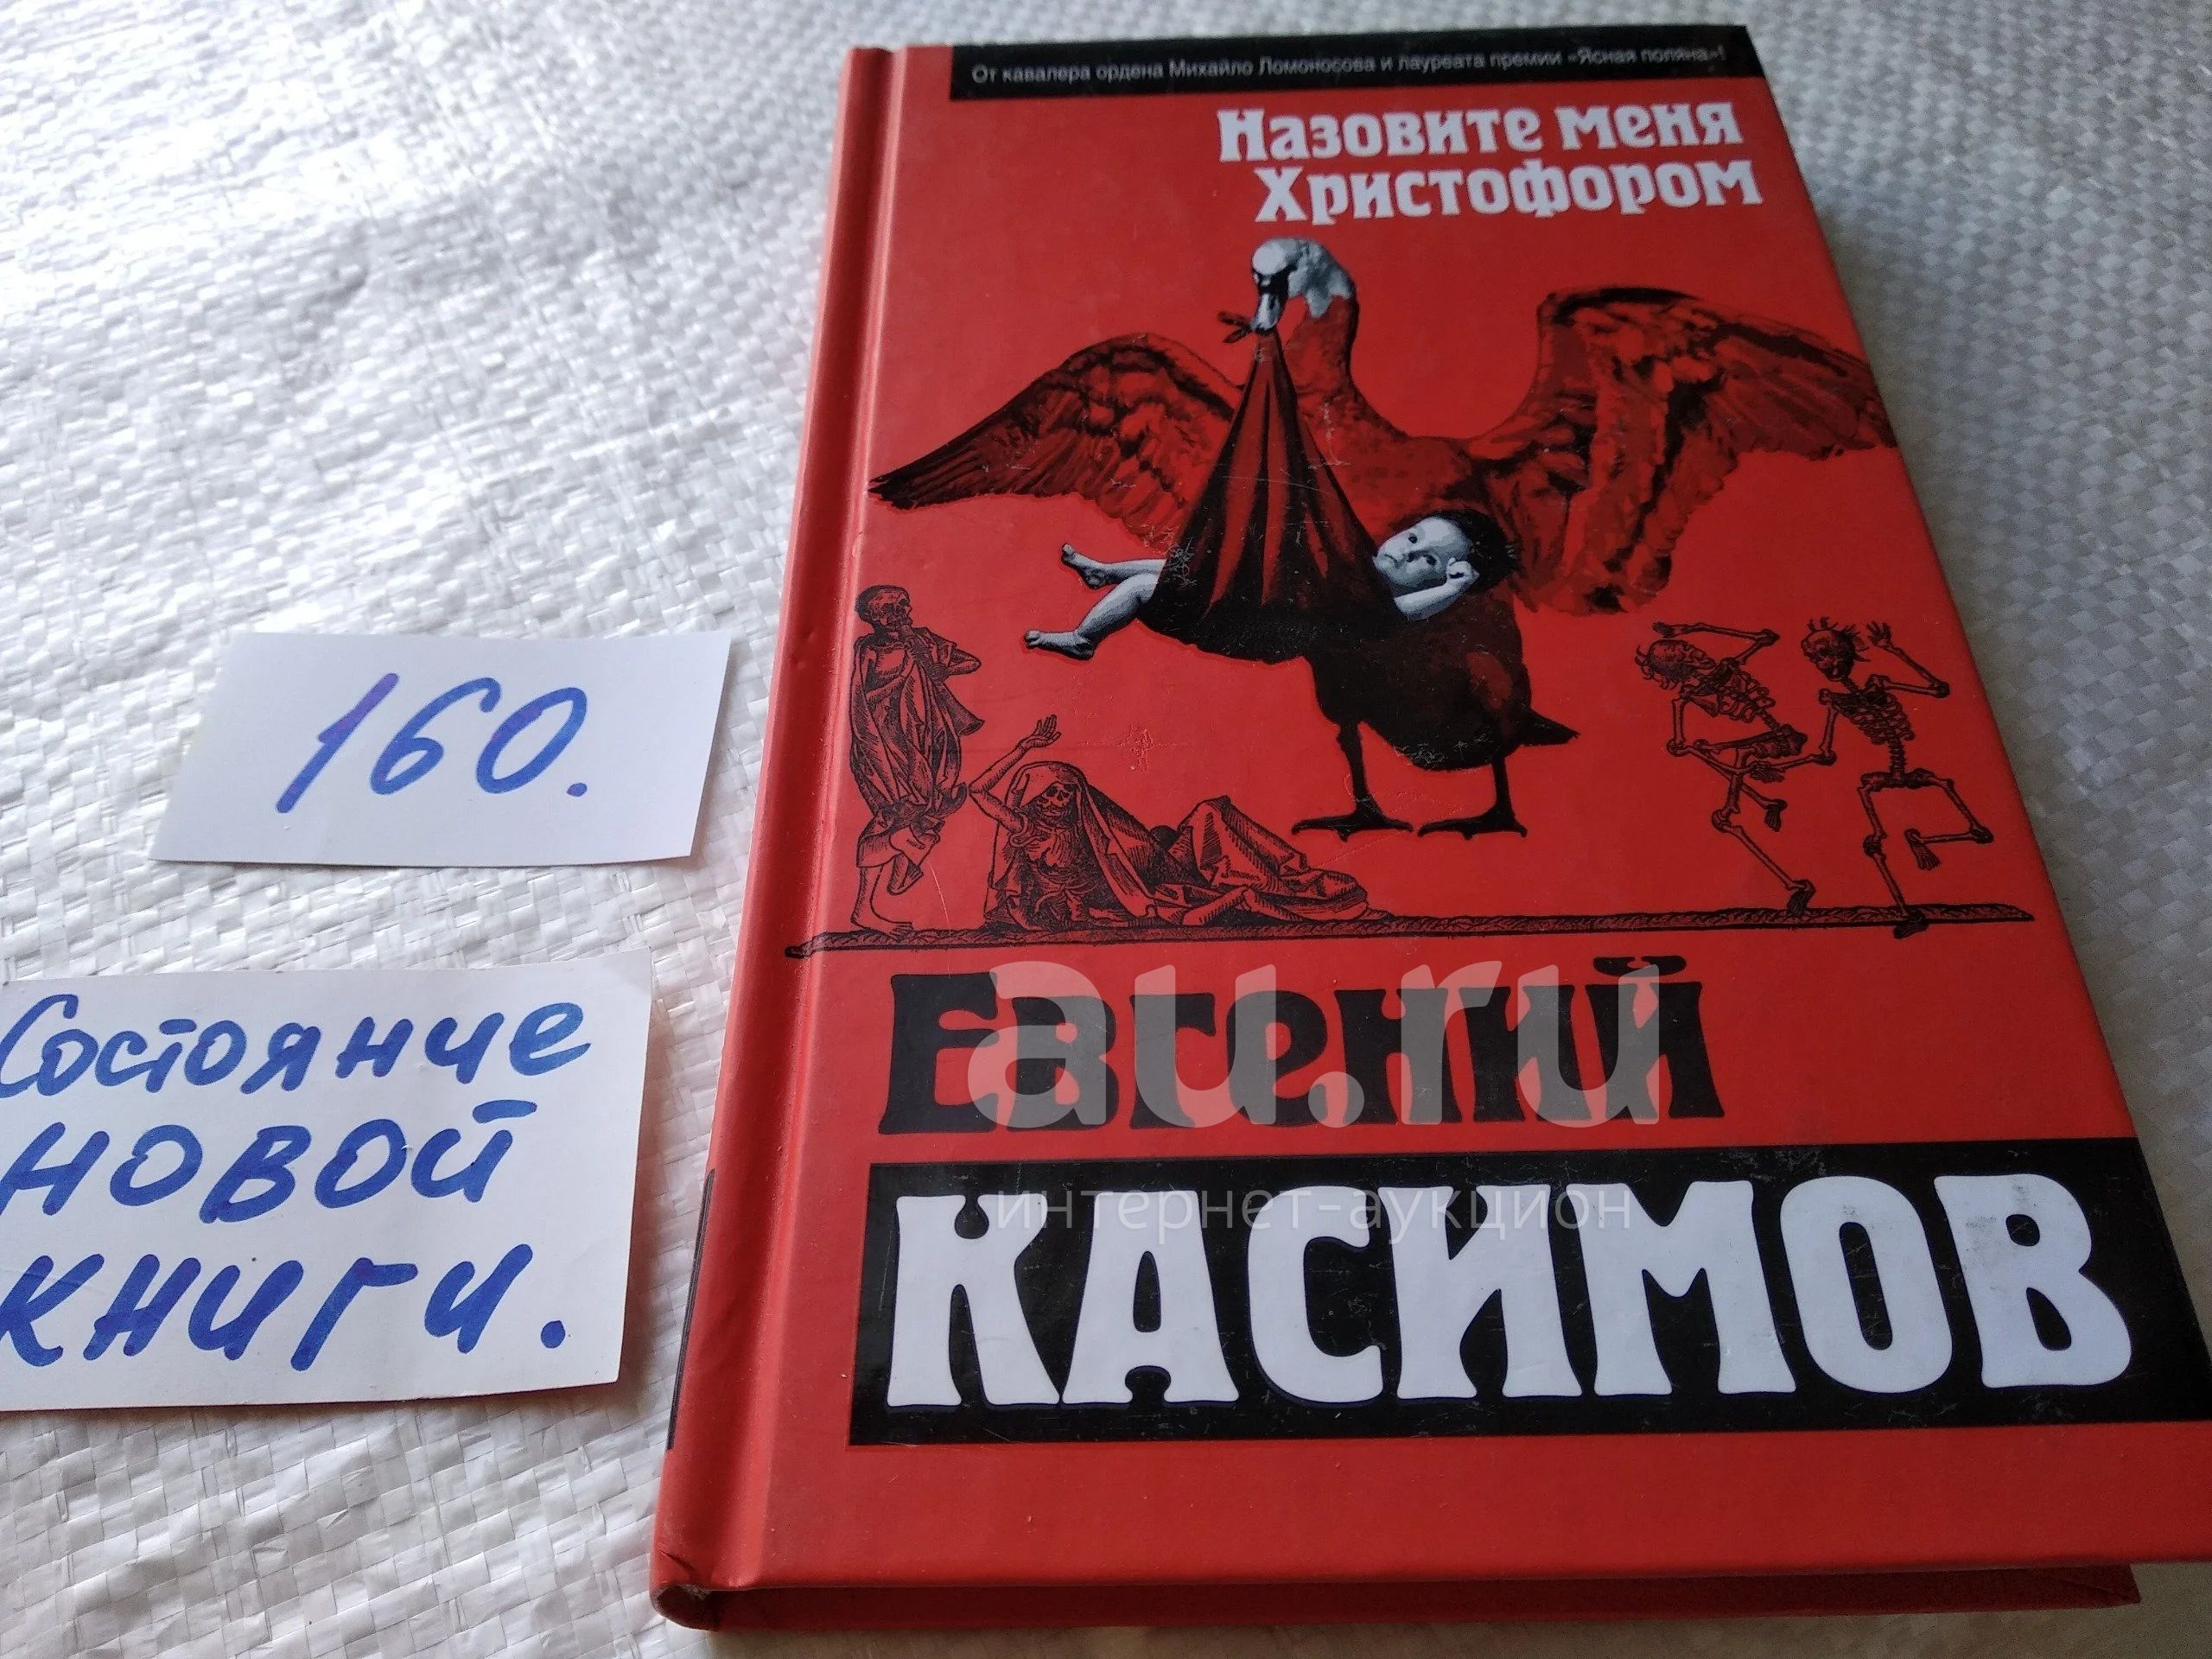 От кавалера ордена Михайло Ломоносова и лауреата премии «Ясная поляна»!
Назовите меня
Христофором
160.
Состояние
новой
книги.
Евгений
КАСИМОВ
au.ru
интернет-аукцион